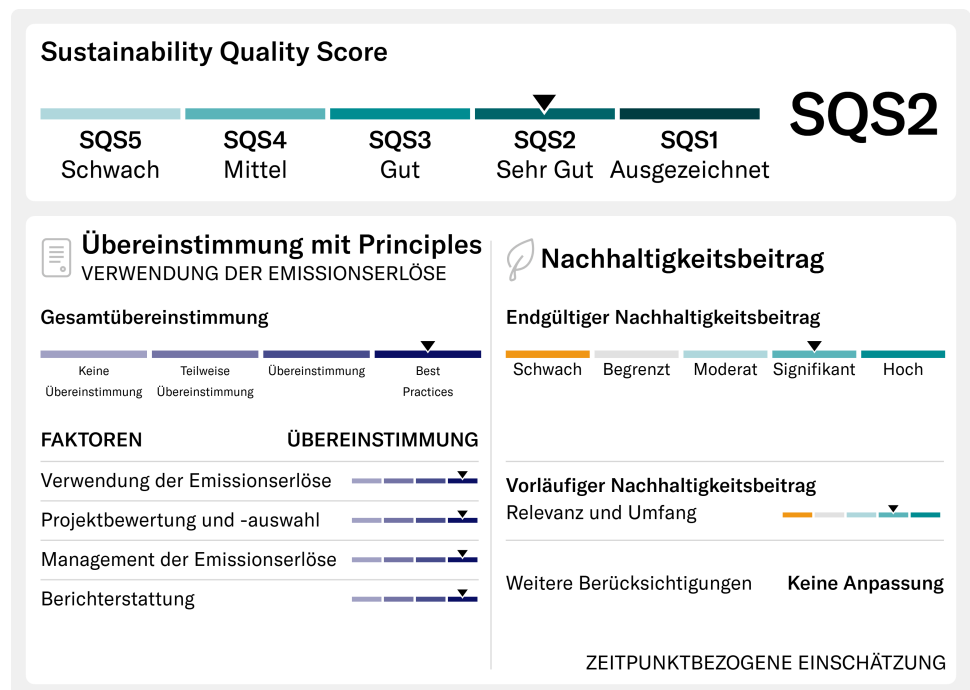 Sustainability Quality Score
SQS2
SQS5 SQS4 SQS3 SQS2 SQS1
Schwach Mittel Gut Sehr Gut Ausgezeichnet
Übereinstimmung mit Principles
VERWENDUNG DER EMISSIONSERLÖSE
Gesamtübereinstimmung
Keine Teilweise Übereinstimmung Best
Übereinstimmung Übereinstimmung Practices
FAKTOREN ÜBEREINSTIMMUNG
Verwendung der Emissionserlöse
Projektbewertung und -auswahl
Management der Emissionserlöse
Berichterstattung
Nachhaltigkeitsbeitrag
Endgültiger Nachhaltigkeitsbeitrag
Schwach Begrenzt Moderat Signifikant Hoch
Vorläufiger Nachhaltigkeitsbeitrag
Relevanz und Umfang
Weitere Berücksichtigungen Keine Anpassung
ZEITPUNKTBEZOGENE EINSCHÄTZUNG